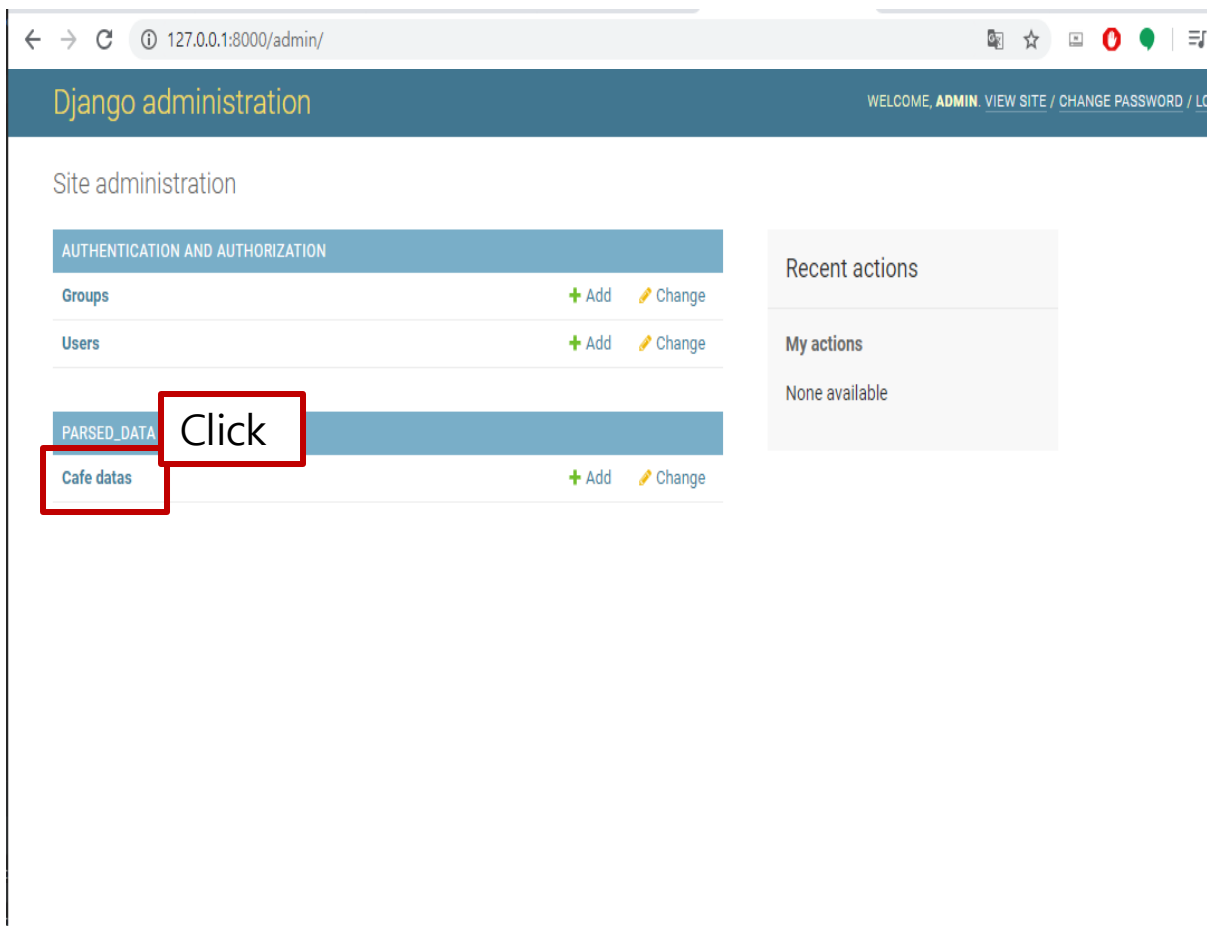 127.0.0.1:8000/admin/
Django administration
WELCOME, ADMIN. VIEW SITE / CHANGE PASSWORD / LO
Site administration
AUTHENTICATION AND AUTHORIZATION
Groups + Add Change
Users + Add Change
PARSED_DATA
Click
Cafe datas + Add Change
Recent actions
My actions
None available